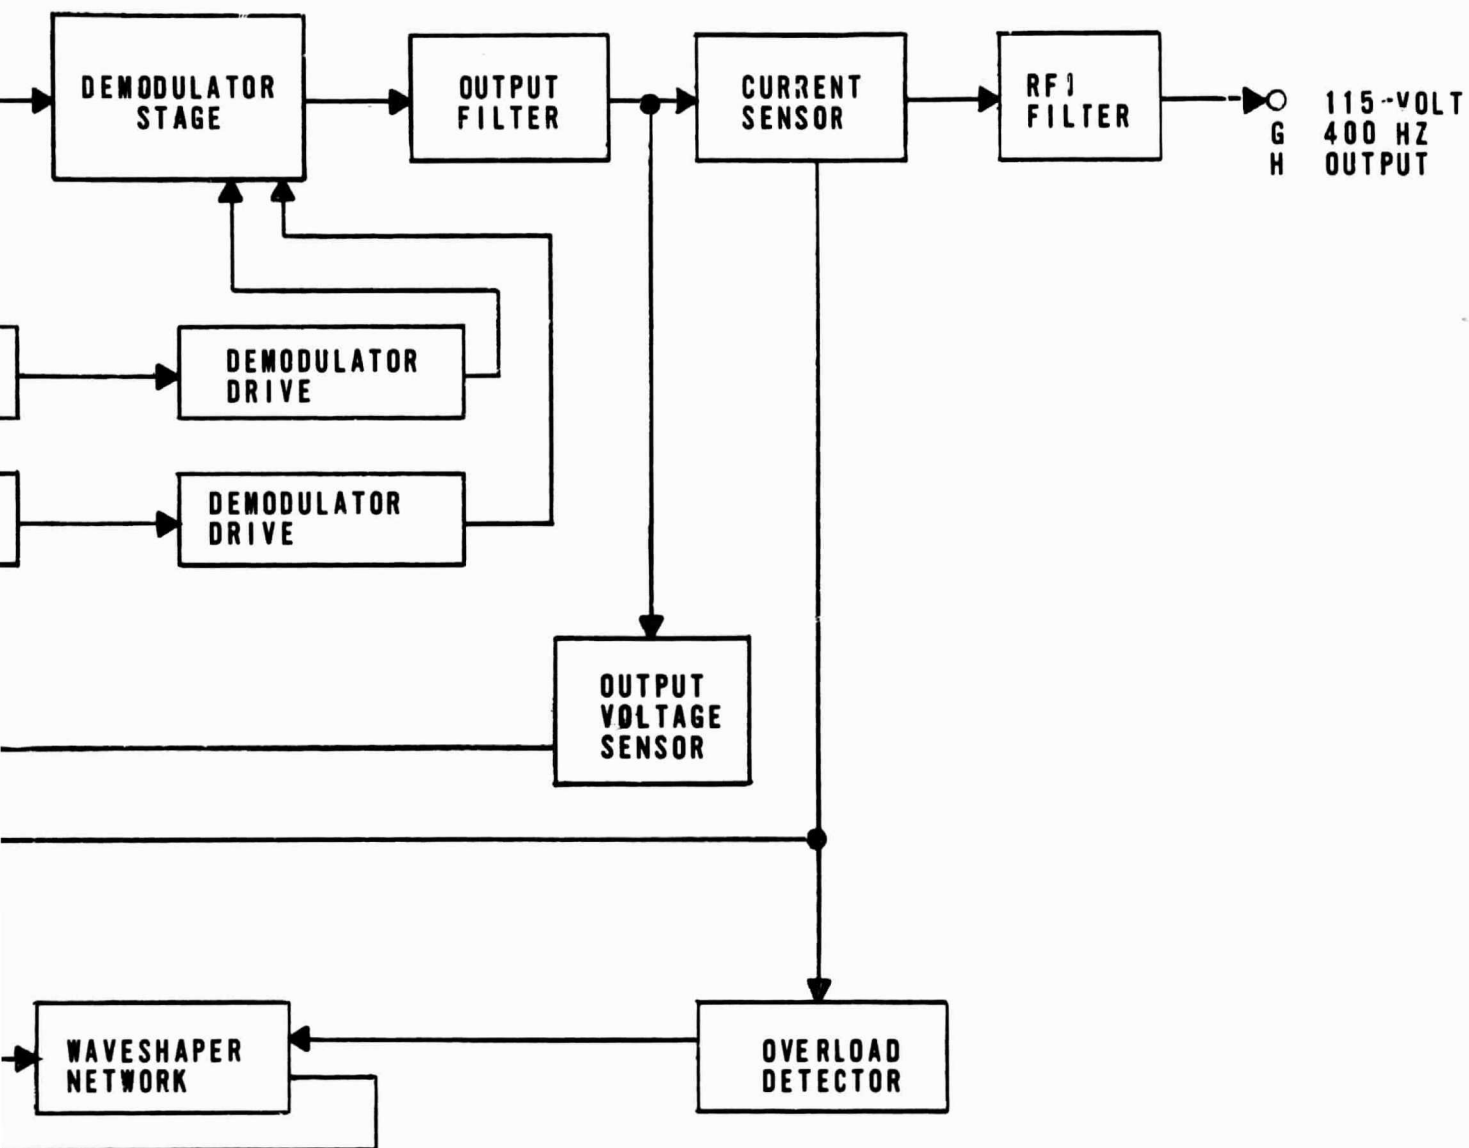 DEMODULATOR
STAGE
OUTPUT
FILTER
CURRENT
SENSOR
RFI
FILTER
115-VOLT
G 400 HZ
H OUTPUT
DEMODULATOR
DRIVE
DEMODULATOR
DRIVE
OUTPUT
VOLTAGE
SENSOR
WAVESHAPER
NETWORK
OVERLOAD
DETECTOR